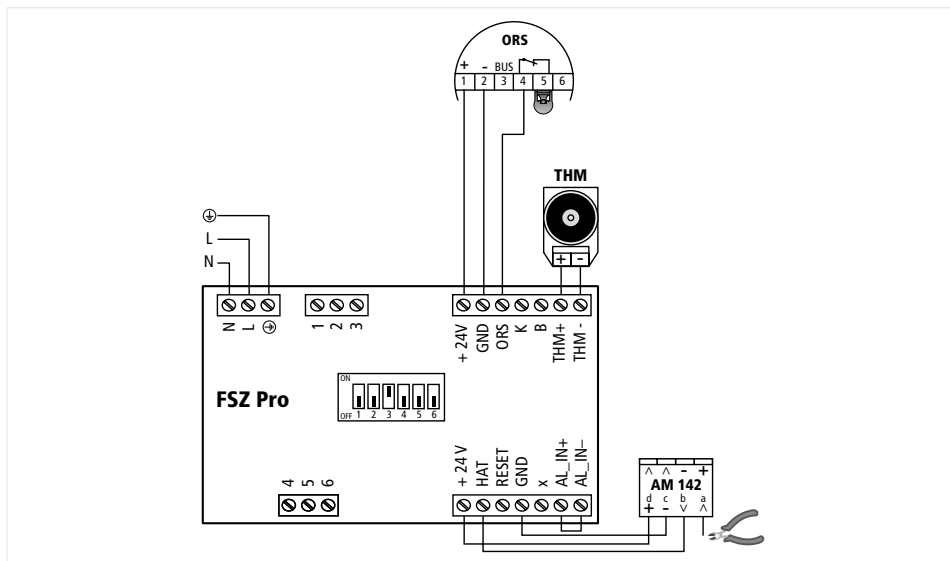 ORS
+ - BUS
1 2 3 4 5 6
THM
+ -
L
N
N L
1 2 3
+ 24V GND ORS K B THM+ THM -
FSZ Pro
ON
OFF 1 2 3 4 5 6
4 5 6
+ 24 V HAT RESET GND x AL_IN+ AL_IN–
^ ^ - +
AM 142
d c b a
+ - v ^